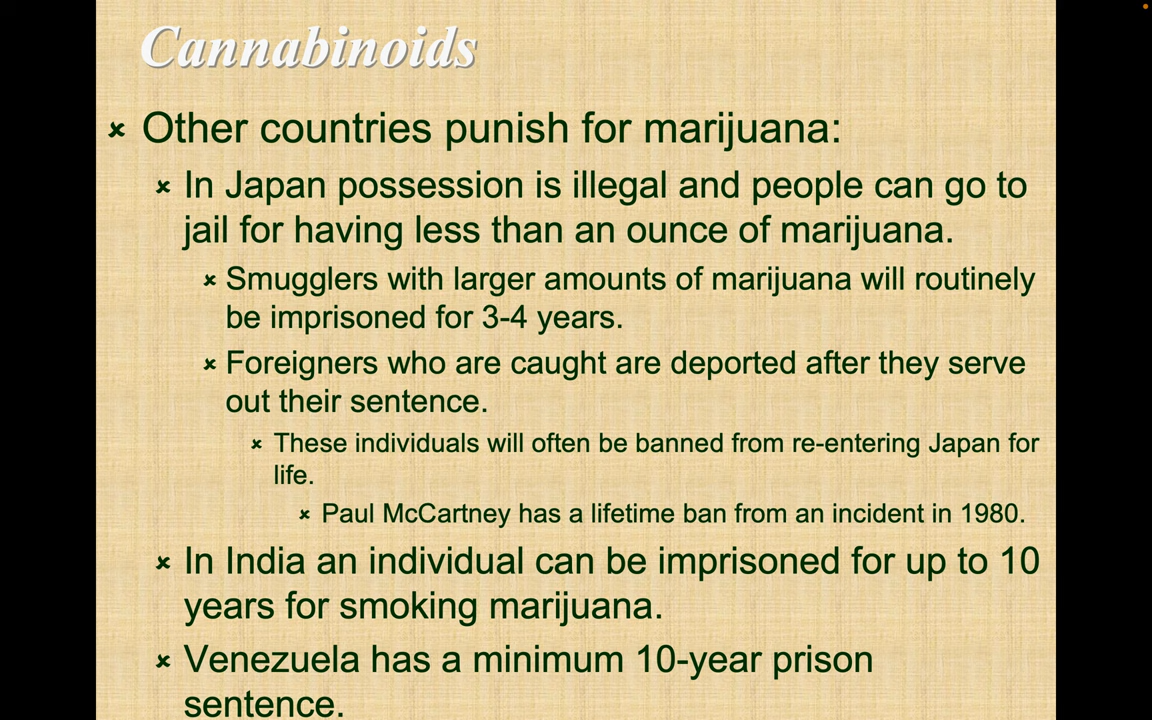 Cannabinoids
Other countries punish for marijuana:
In Japan possession is illegal and people can go to
jail for having less than an ounce of marijuana.
Smugglers with larger amounts of marijuana will routinely
be imprisoned for 3-4 years.
Foreigners who are caught are deported after they serve
out their sentence.
These individuals will often be banned from re-entering Japan for
life.
Paul McCartney has a lifetime ban from an incident in 1980.
In India an individual can be imprisoned for up to 10
years for smoking marijuana.
Venezuela has a minimum 10-year prison
sentence.